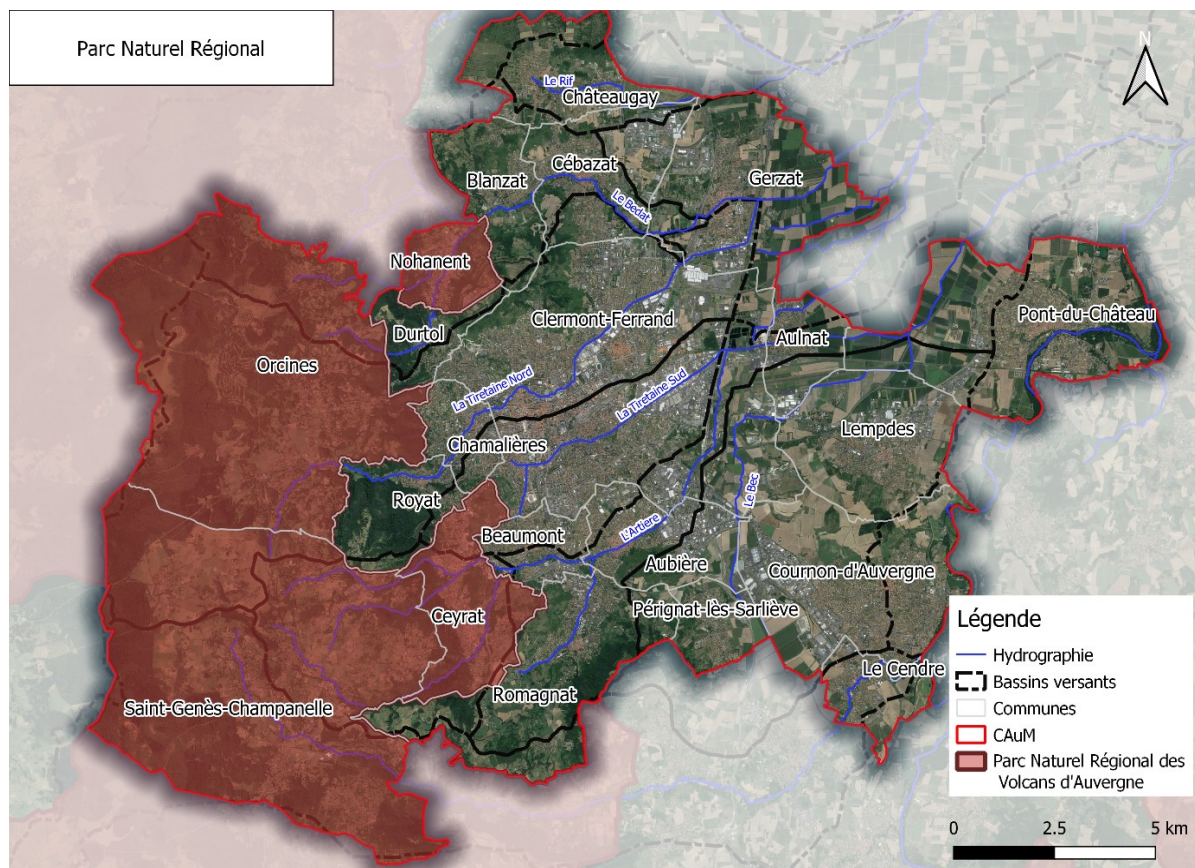 Parc Naturel Régional
N
Le Rif
Châteaugay
Cébazat
Blanzat
Gerzat
Le Bedat
Nohanent
Durtol
Clermont-Ferrand
Pont-du-Château
Aulnat
Orcines
La Tiretaine Nord
La Tiretaine Sud
Chamalières
Lempdes
Royat
Le Bec
Beaumont
L'Artiere
Aubière
Cournon-d'Auvergne
Ceyrat
Pérignat-lès-Sarliève
Le Cendre
Romagnat
Saint-Genès-Champanelle
Légende
Hydrographie
Bassins versants
Communes
CAuM
Parc Naturel Régional des
Volcans d'Auvergne
0 2.5 5 km